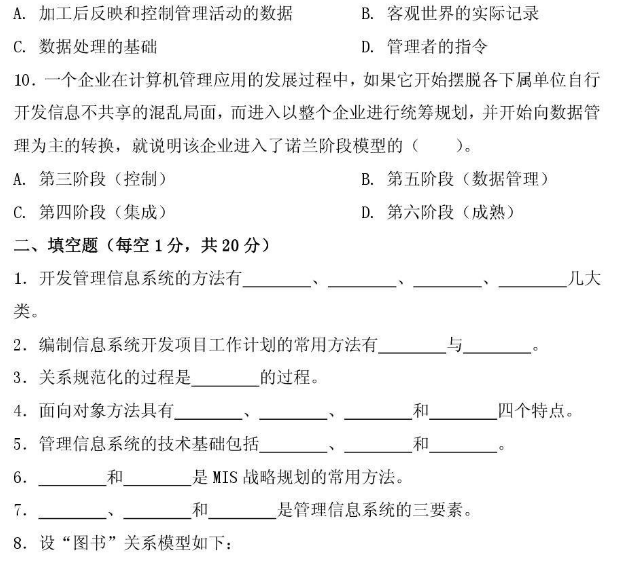 A. 加工后反映和控制管理活动的数据 B. 客观世界的实际记录
C. 数据处理的基础 D. 管理者的指令
10. 一个企业在计算机管理应用的发展过程中，如果它开始摆脱各下属单位自行
开发信息不共享的混乱局面，而进入以整个企业进行统筹规划，并开始向数据管
理为主的转换，就说明该企业进入了诺兰阶段模型的（ ）。
A. 第三阶段（控制） B. 第五阶段（数据管理）
C. 第四阶段（集成） D. 第六阶段（成熟）
二、填空题（每空1分，共20分）
1. 开发管理信息系统的方法有________、________、________、________几大
类。
2. 编制信息系统开发项目工作计划的常用方法有________与________。
3. 关系规范化的过程是________的过程。
4. 面向对象方法具有________、________、________和________四个特点。
5. 管理信息系统的技术基础包括________、________和________。
6. ________和________是MIS战略规划的常用方法。
7. ________、________和________是管理信息系统的三要素。
8. 设“图书”关系模型如下：